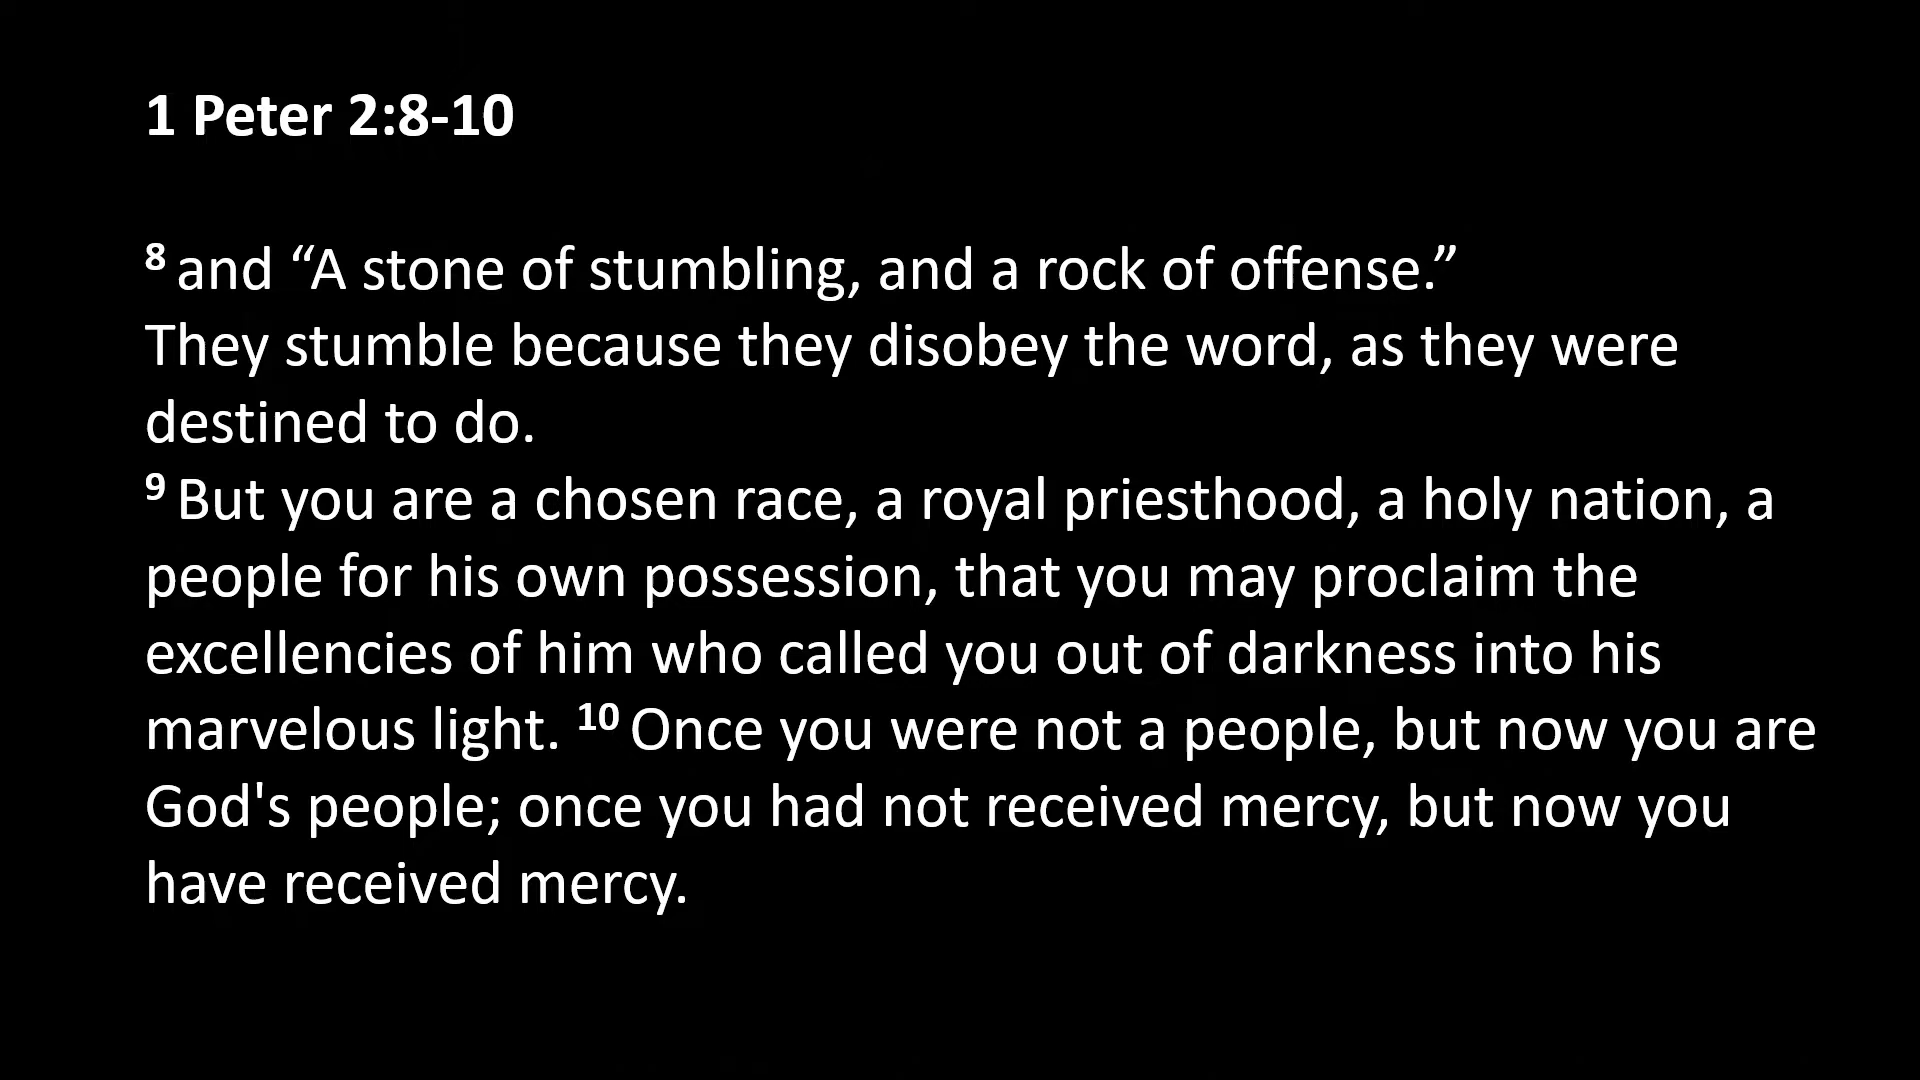 1 Peter 2:8-10
8 and “A stone of stumbling, and a rock of offense.”
They stumble because they disobey the word, as they were
destined to do.
9 But you are a chosen race, a royal priesthood, a holy nation, a
people for his own possession, that you may proclaim the
excellencies of him who called you out of darkness into his
marvelous light. 10 Once you were not a people, but now you are
God's people; once you had not received mercy, but now you
have received mercy.